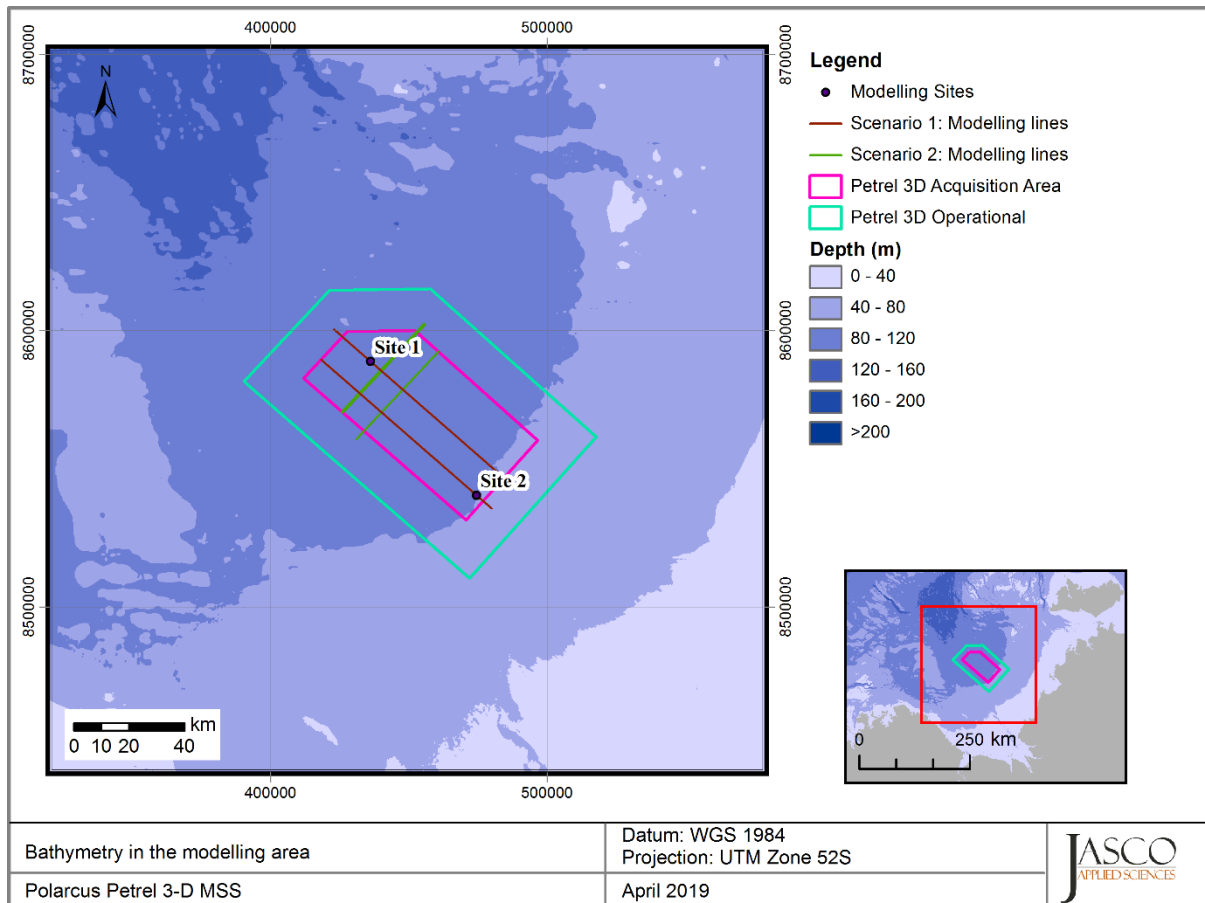 400000
500000
8700000
8700000
N
Legend
Modelling Sites
Scenario 1: Modelling lines
Scenario 2: Modelling lines
Petrel 3D Acquisition Area
Petrel 3D Operational
Depth (m)
0 - 40
40 - 80
80 - 120
120 - 160
160 - 200
>200
8600000
8600000
Site 1
Site 2
8500000
8500000
km
0 10 20 40
0 250 km
400000
500000
Bathymetry in the modelling area
Datum: WGS 1984
Projection: UTM Zone 52S
Polarcus Petrel 3-D MSS
April 2019
JASCO
APPLIED SCIENCES